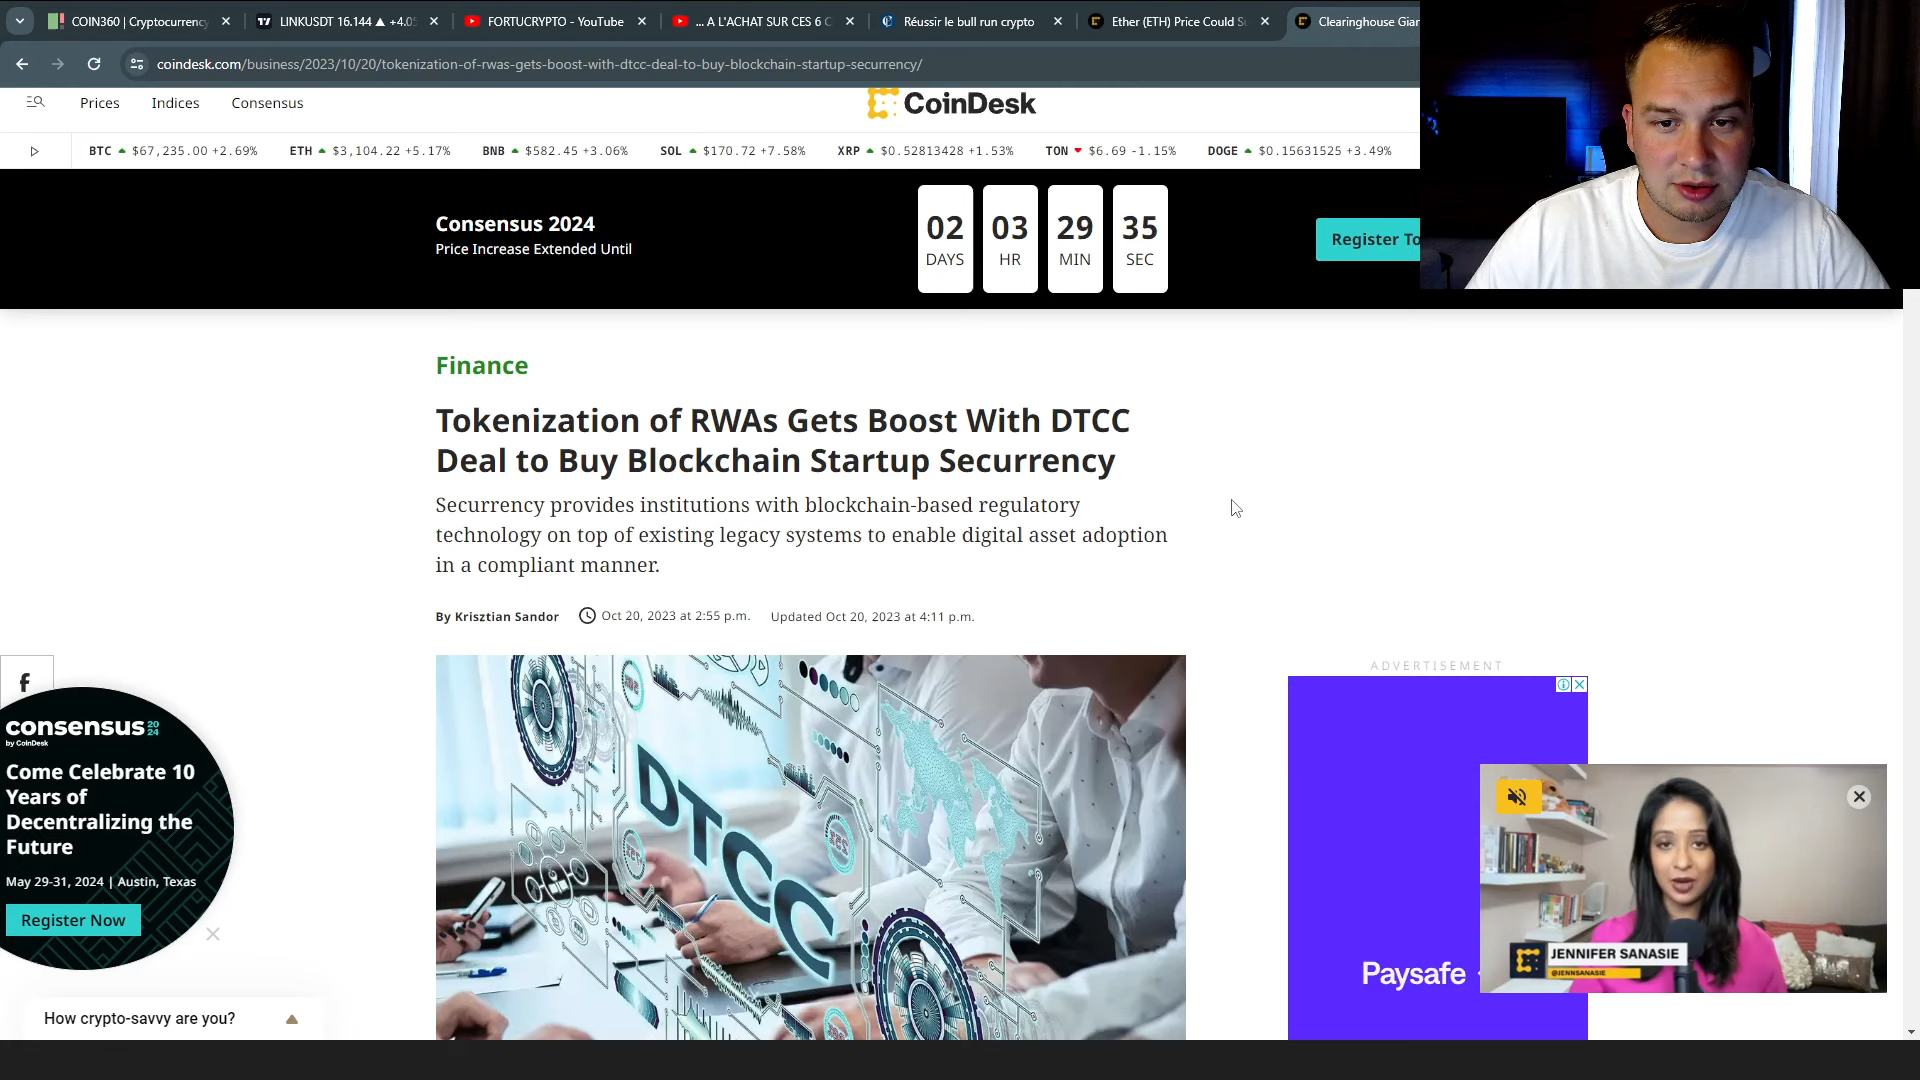 COIN360 | Cryptocurrency
LINKUSDT 16.144 ▲ +4.0
FORTUCRYPTO - YouTube
... A L'ACHAT SUR CES 6 C
Réussir le bull run crypto
Ether (ETH) Price Could S
Clearinghouse Giar
coindesk.com/business/2023/10/20/tokenization-of-rwas-gets-boost-with-dtcc-deal-to-buy-blockchain-startup-securrency/
Prices Indices Consensus
CoinDesk
BTC $67,235.00 +2.69% ETH $3,104.22 +5.17% BNB $582.45 +3.06% SOL $170.72 +7.58% XRP $0.52813428 +1.53% TON $6.69 -1.15% DOGE $0.15631525 +3.49%
Consensus 2024
Price Increase Extended Until
02 03 29 35
DAYS HR MIN SEC
Register To
Finance
Tokenization of RWAs Gets Boost With DTCC
Deal to Buy Blockchain Startup Securrency
Securrency provides institutions with blockchain-based regulatory
technology on top of existing legacy systems to enable digital asset adoption
in a compliant manner.
By Krisztian Sandor Oct 20, 2023 at 2:55 p.m. Updated Oct 20, 2023 at 4:11 p.m.
DTCC
ADVERTISEMENT
Paysafe
JENNIFER SANASIE
@JENNSANASIE
f
consensus 2024
by CoinDesk
Come Celebrate 10
Years of
Decentralizing the
Future
May 29-31, 2024 | Austin, Texas
Register Now
How crypto-savvy are you?